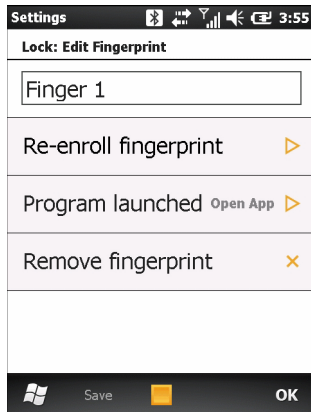 Settings 3:55
Lock: Edit Fingerprint
Finger 1
Re-enroll fingerprint
Program launched Open App
Remove fingerprint
Save OK